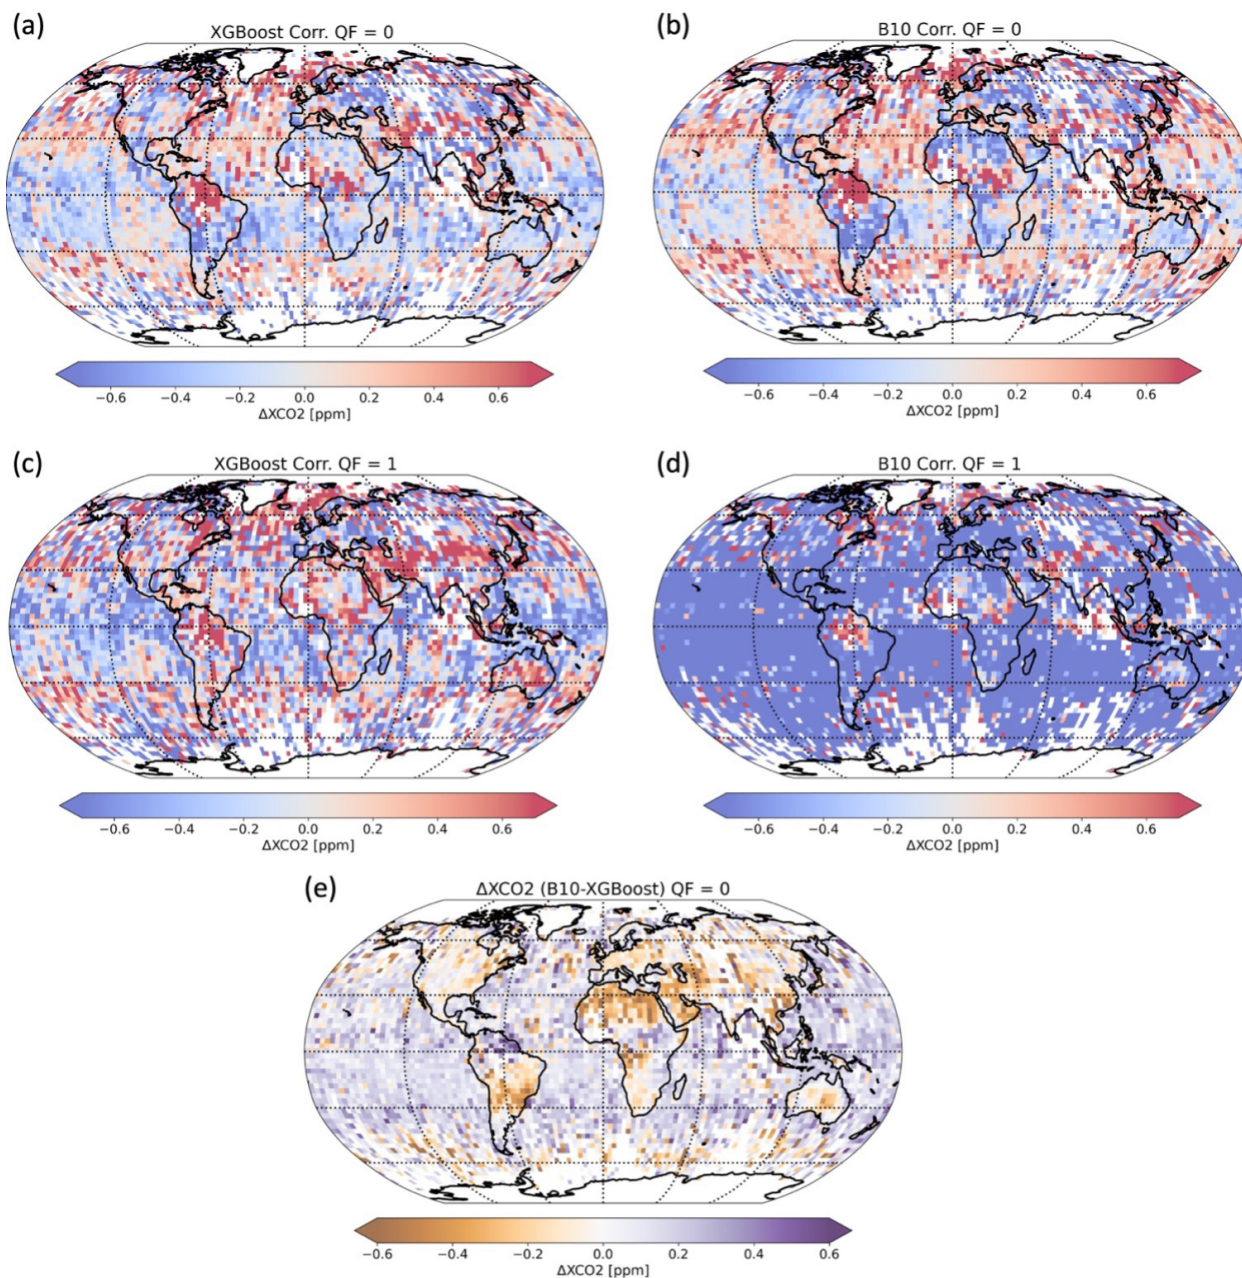 (a)
XGBoost Corr. QF = 0
−0.6 −0.4 −0.2 0.0 0.2 0.4 0.6
ΔXCO2 [ppm]
(b)
B10 Corr. QF = 0
−0.6 −0.4 −0.2 0.0 0.2 0.4 0.6
ΔXCO2 [ppm]
(c)
XGBoost Corr. QF = 1
−0.6 −0.4 −0.2 0.0 0.2 0.4 0.6
ΔXCO2 [ppm]
(d)
B10 Corr. QF = 1
−0.6 −0.4 −0.2 0.0 0.2 0.4 0.6
ΔXCO2 [ppm]
(e)
ΔXCO2 (B10-XGBoost) QF = 0
−0.6 −0.4 −0.2 0.0 0.2 0.4 0.6
ΔXCO2 [ppm]